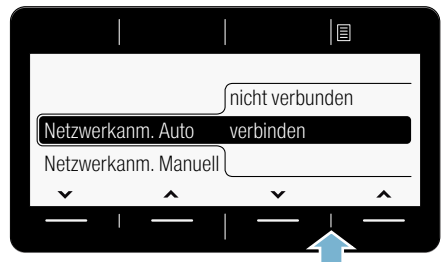 nicht verbunden
Netzwerkanm. Auto verbinden
Netzwerkanm. Manuell